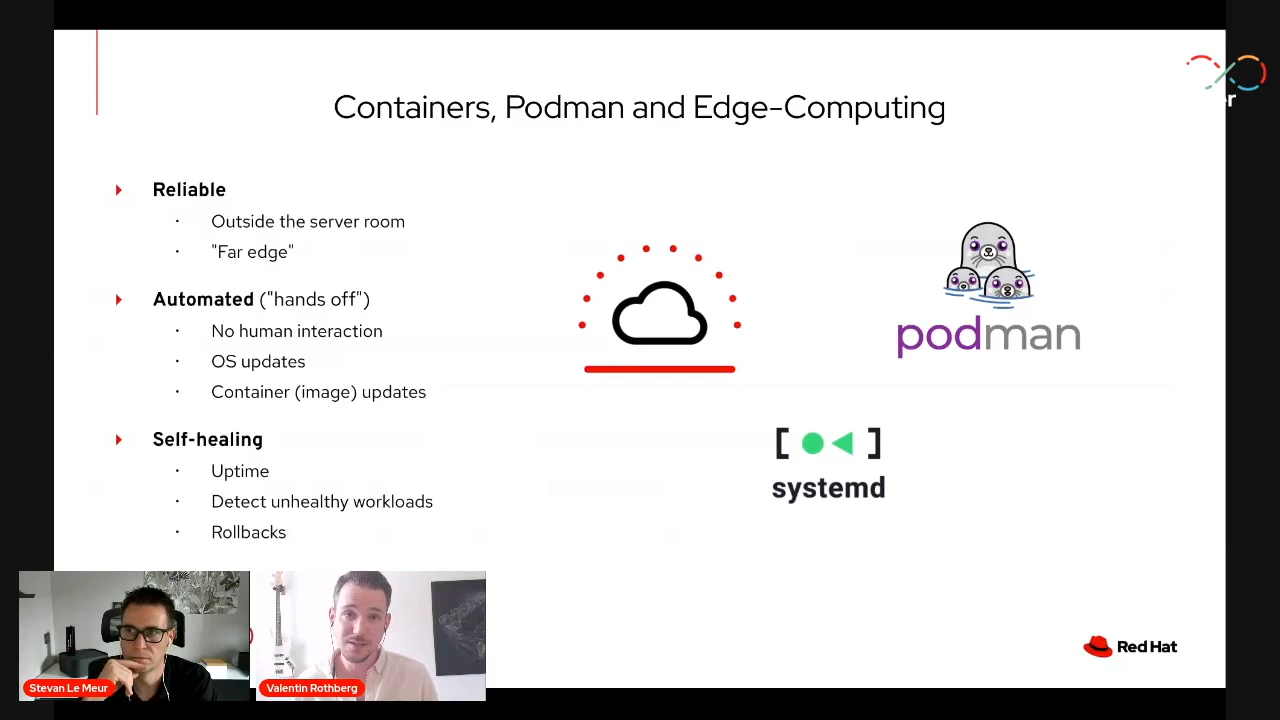 Containers, Podman and Edge-Computing
Reliable
Outside the server room
"Far edge"
Automated ("hands off")
No human interaction
OS updates
Container (image) updates
Self-healing
Uptime
Detect unhealthy workloads
Rollbacks
podman
systemd
Red Hat
Stevan Le Meur
Valentin Rothberg